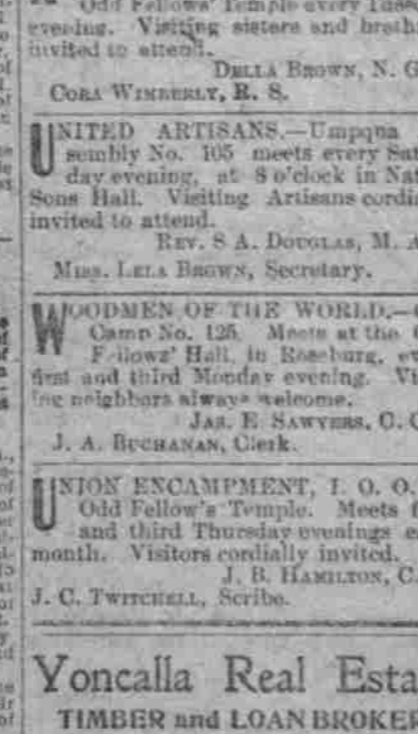 Odd Fellows' Temple every Tues
evening. Visiting sisters and breth
invited to attend.
DELLA BROWN, N. G
CORA WIMBERLY, R. S.
UNITED ARTISANS.—Umpqua
sembly No. 105 meets every Sat
day evening, at 8 o'clock in Nat
Sons Hall. Visiting Artisans cordi
invited to attend.
REV. S A. DOUGLAS, M. A
MISS. LELA BROWN, Secretary.
WOODMEN OF THE WORLD.—
Camp No. 125. Meets at the
Fellows' Hall, in Roseburg, ev
first and third Monday evening. Vi
ing neighbors always welcome.
JAS. E SAWYERS, C. C
J. A. BUCHANAN, Clerk.
UNION ENCAMPMENT, I. O. O.
Odd Fellow's Temple. Meets f
and third Thursday evenings e
month. Visitors cordially invited.
J. B. HAMILTON, C.
J. C. TWITCHELL, Scribe.
Yoncalla Real Esta
TIMBER and LOAN BROKER